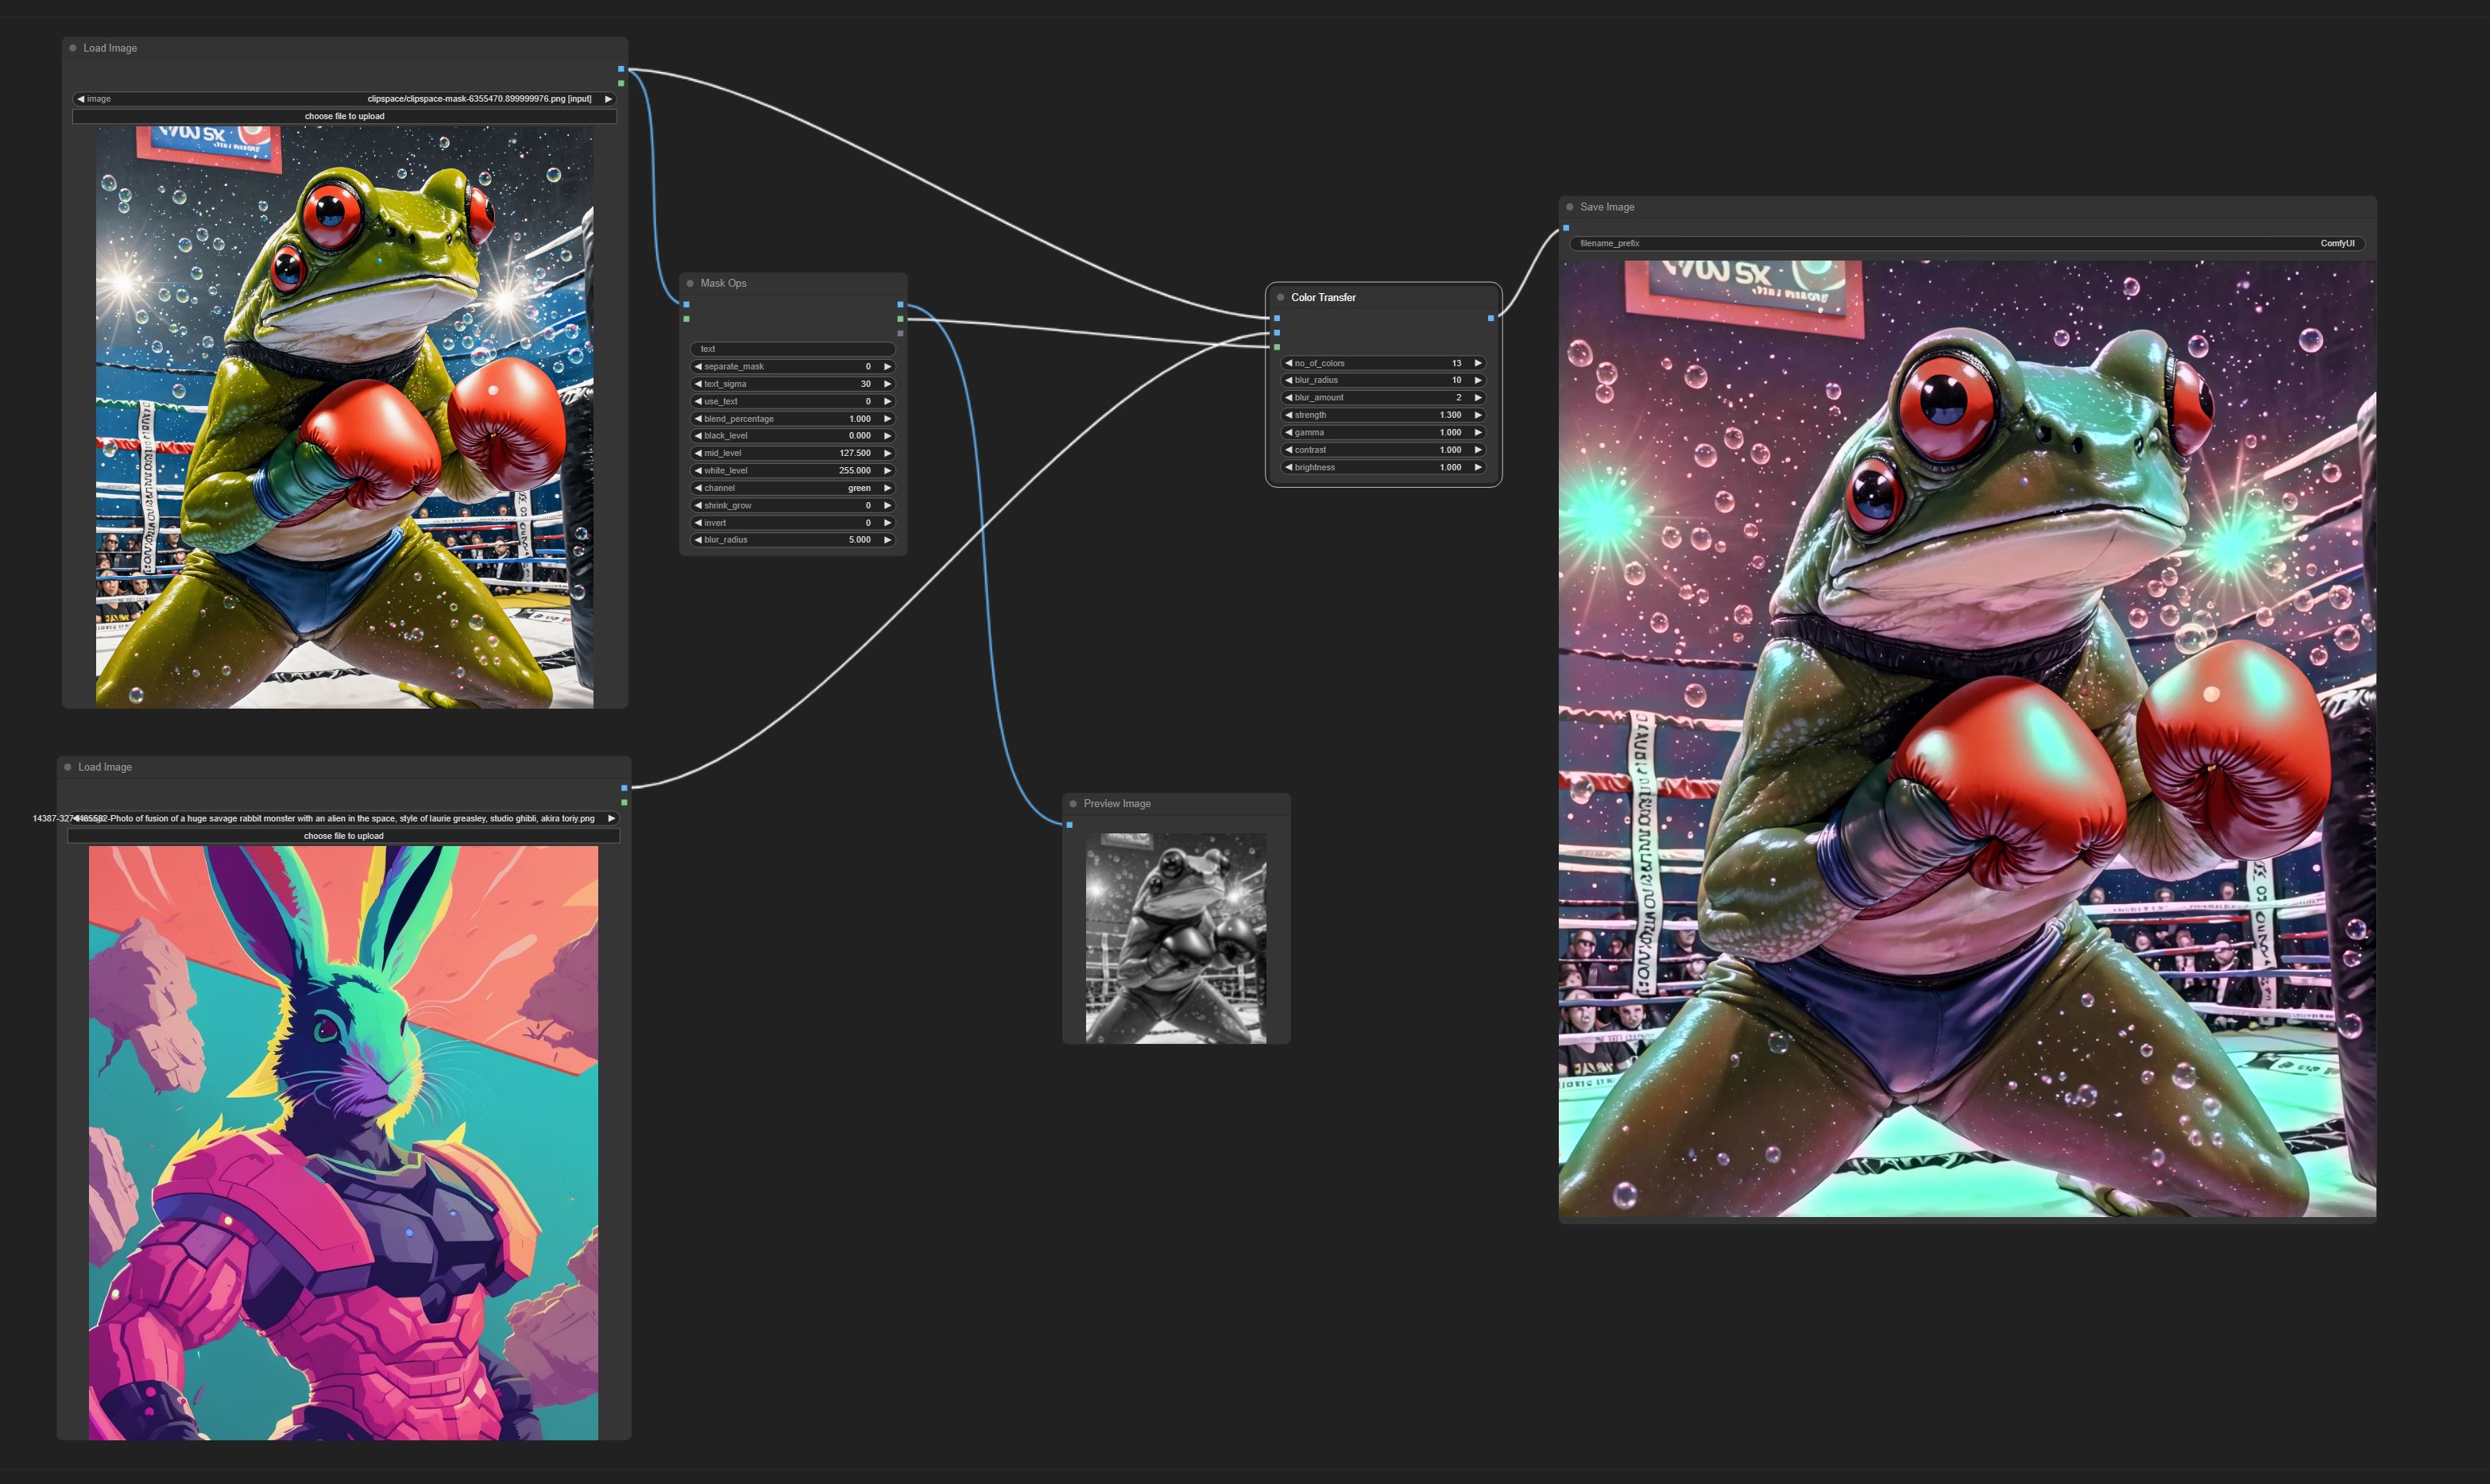 Load Image
image clipspace/clipspace-mask-6355470.899999976.png [input]
choose file to upload
Mask Ops
text
separate_mask 0
text_sigma 30
use_text 0
blend_percentage 1.000
black_level 0.000
mid_level 127.500
white_level 255.000
channel green
shrink_grow 0
invert 0
blur_radius 5.000
Color Transfer
no_of_colors 13
blur_radius 10
blur_amount 2
strength 1.300
gamma 1.000
contrast 1.000
brightness 1.000
Save Image
filename_prefix ComfyUI
Load Image
-Photo of fusion of a huge savage rabbit monster with an alien in the space, style of laurie greasley, studio ghibli, akira toriy.png
choose file to upload
Preview Image